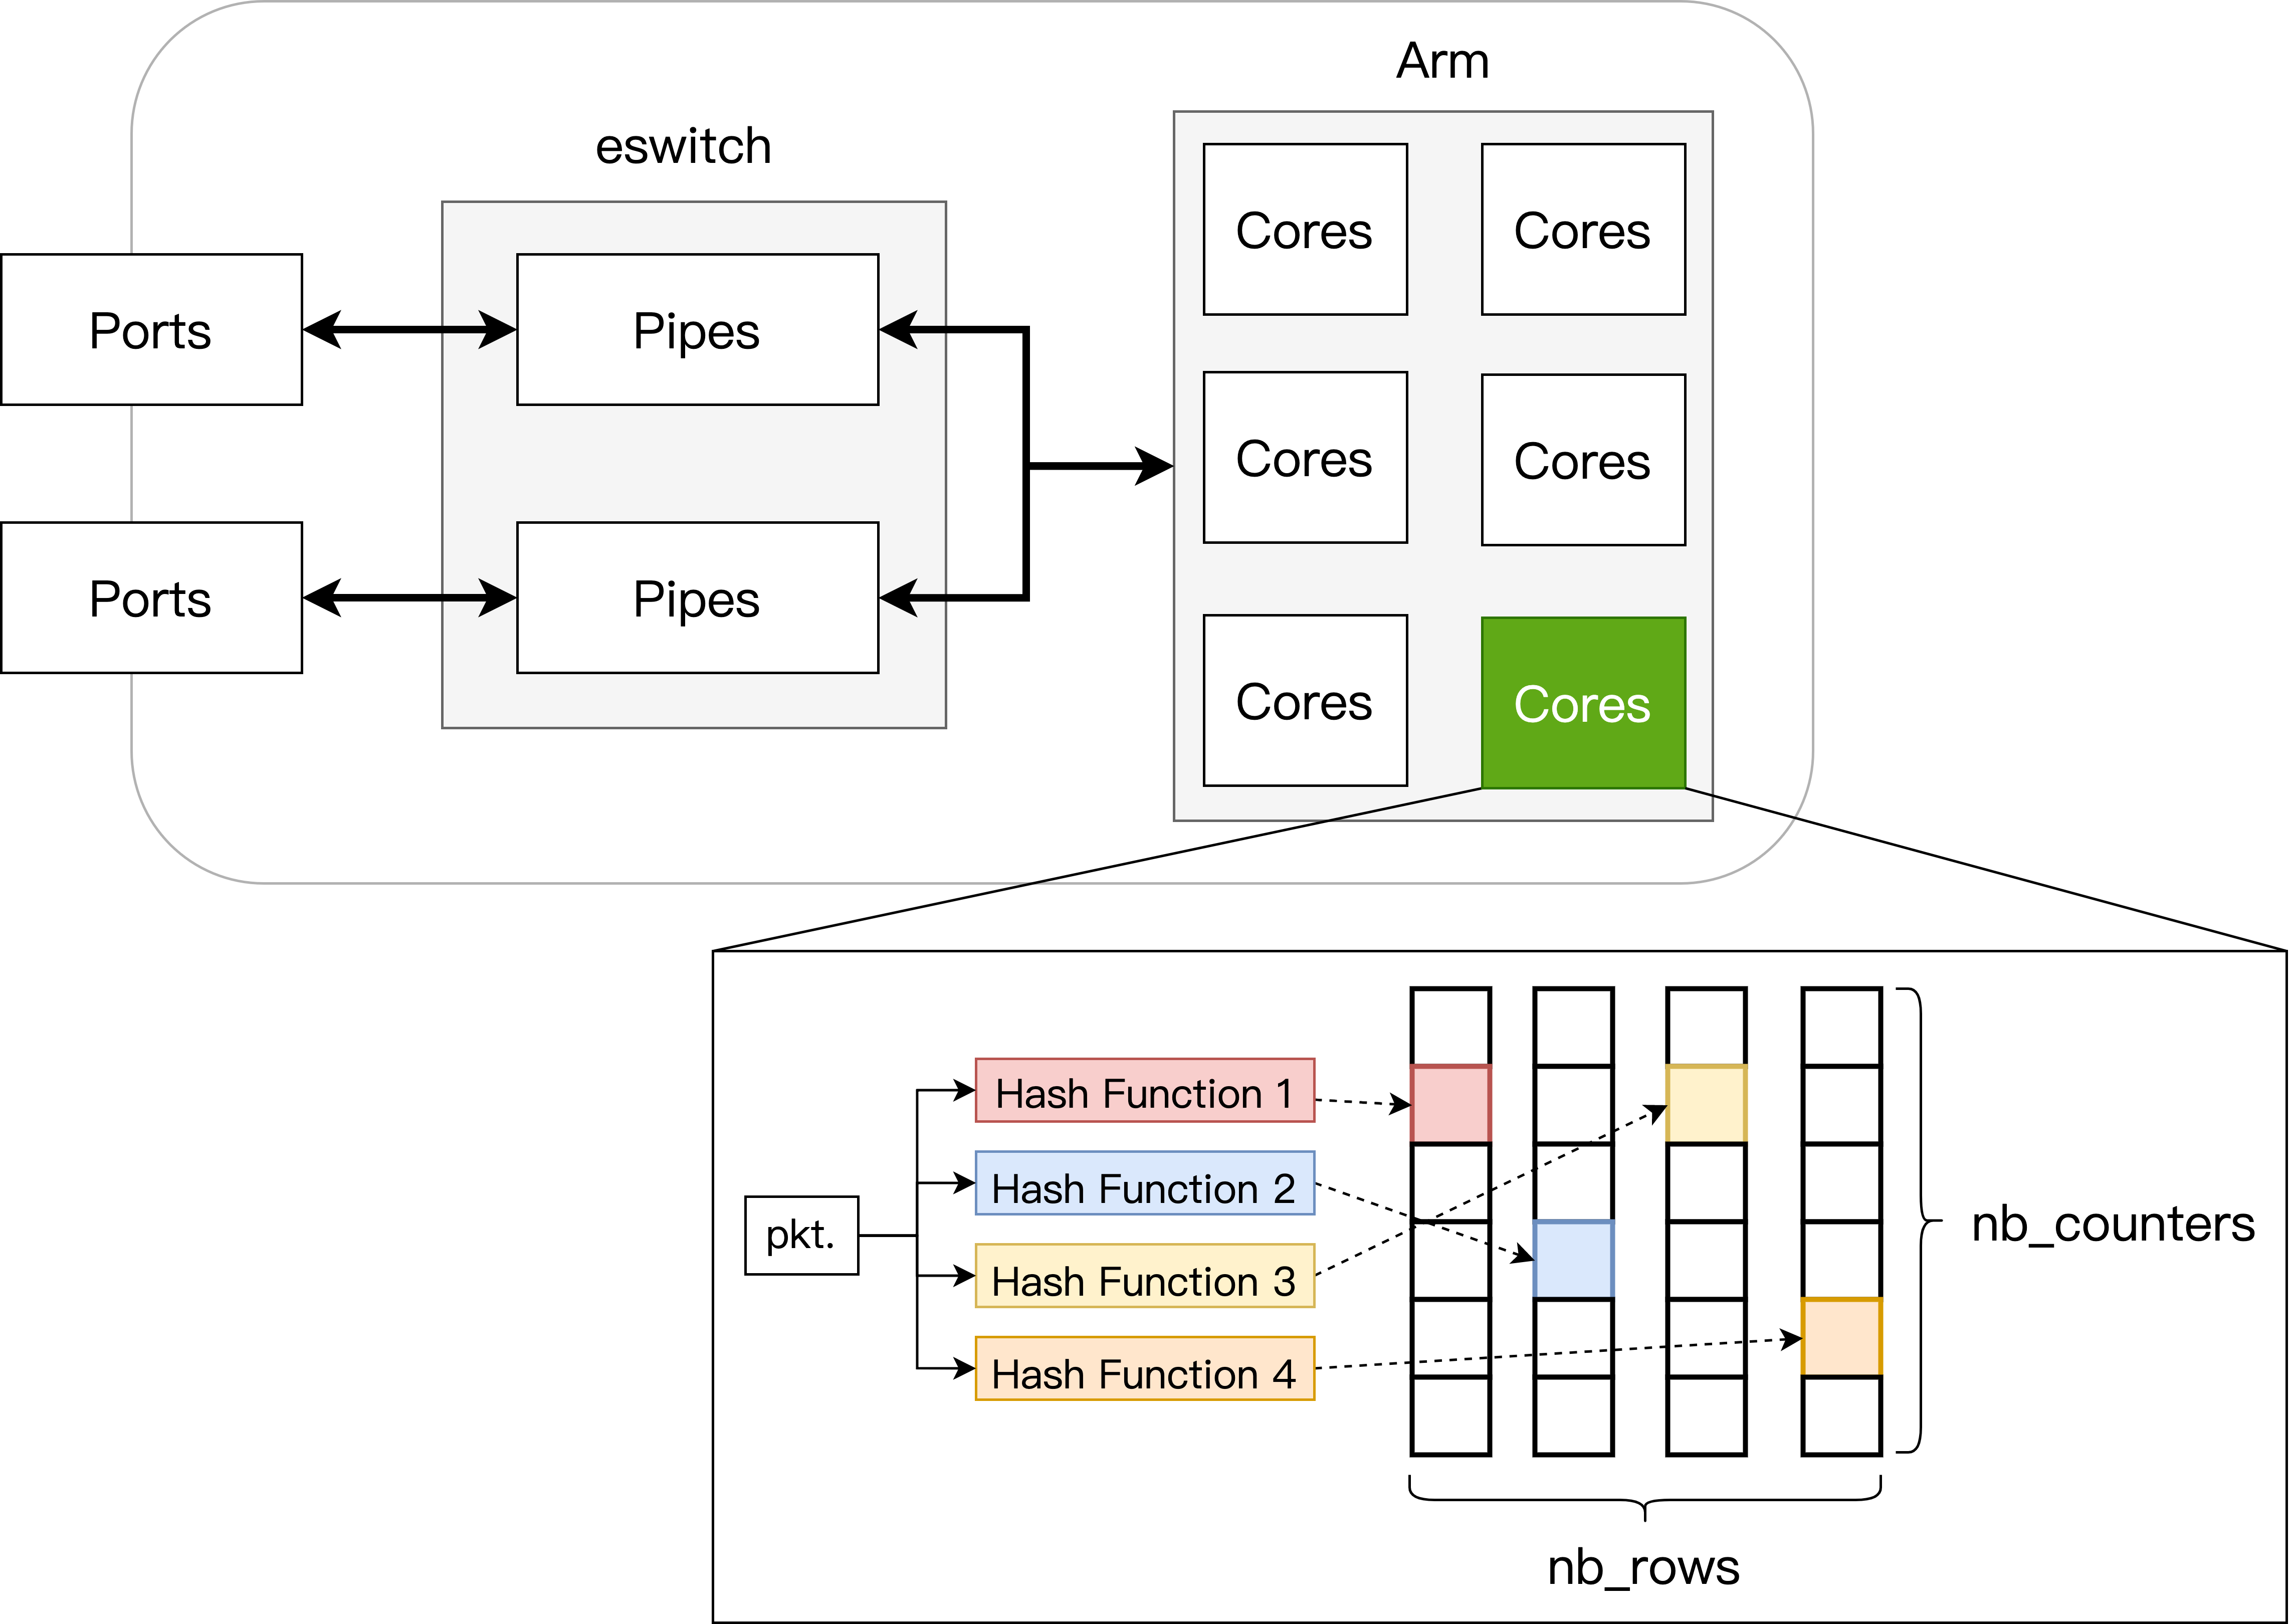 Arm
eswitch
Cores
Cores
Ports
Pipes
Cores
Cores
Ports
Pipes
Cores
Cores
Hash Function 1
Hash Function 2
pkt.
Hash Function 3
Hash Function 4
nb_counters
nb_rows